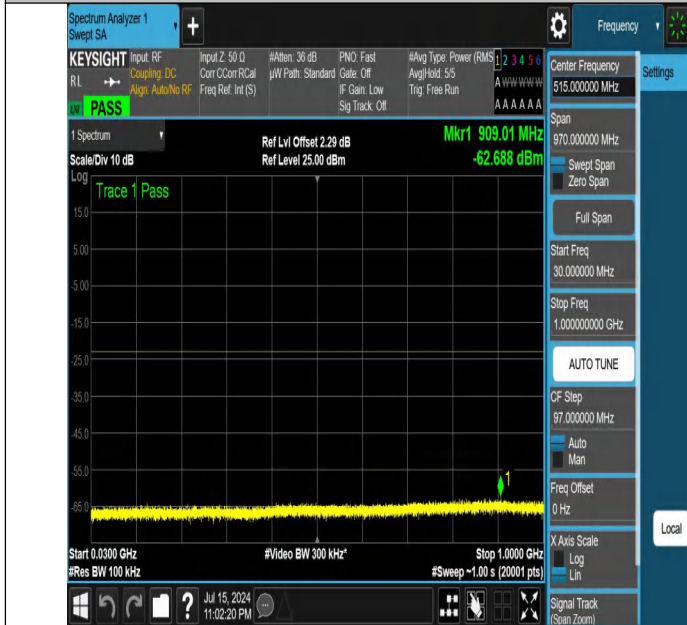 Spectrum Analyzer 1
Swept SA
+
Frequency
KEYSIGHT
RL
LXI
PASS
Input: RF
Coupling: DC
Align: Auto/No RF
Input Z: 50 Ω
Corr CCorr RCal
Freq Ref: Int (S)
#Atten: 36 dB
µW Path: Standard
PNO: Fast
Gate: Off
IF Gain: Low
Sig Track: Off
#Avg Type: Power (RMS
Avg|Hold: 5/5
Trig: Free Run
1 2 3 4 5 6
A W W W W W
A A A A A A
1 Spectrum
Scale/Div 10 dB
Log
Ref Lvl Offset 2.29 dB
Ref Level 25.00 dBm
Mkr1 909.01 MHz
-62.688 dBm
Trace 1 Pass
15.0
5.00
-5.00
-15.0
-25.0
-35.0
-45.0
-55.0
-65.0
1
Start 0.0300 GHz
#Res BW 100 kHz
#Video BW 300 kHz*
Stop 1.0000 GHz
#Sweep ~1.00 s (20001 pts)
?
Jul 15, 2024
11:02:20 PM
Center Frequency
515.000000 MHz
Settings
Span
970.000000 MHz
Swept Span
Zero Span
Full Span
Start Freq
30.000000 MHz
Stop Freq
1.000000000 GHz
AUTO TUNE
CF Step
97.000000 MHz
Auto
Man
Freq Offset
0 Hz
X Axis Scale
Log
Lin
Local
Signal Track
(Span Zoom)